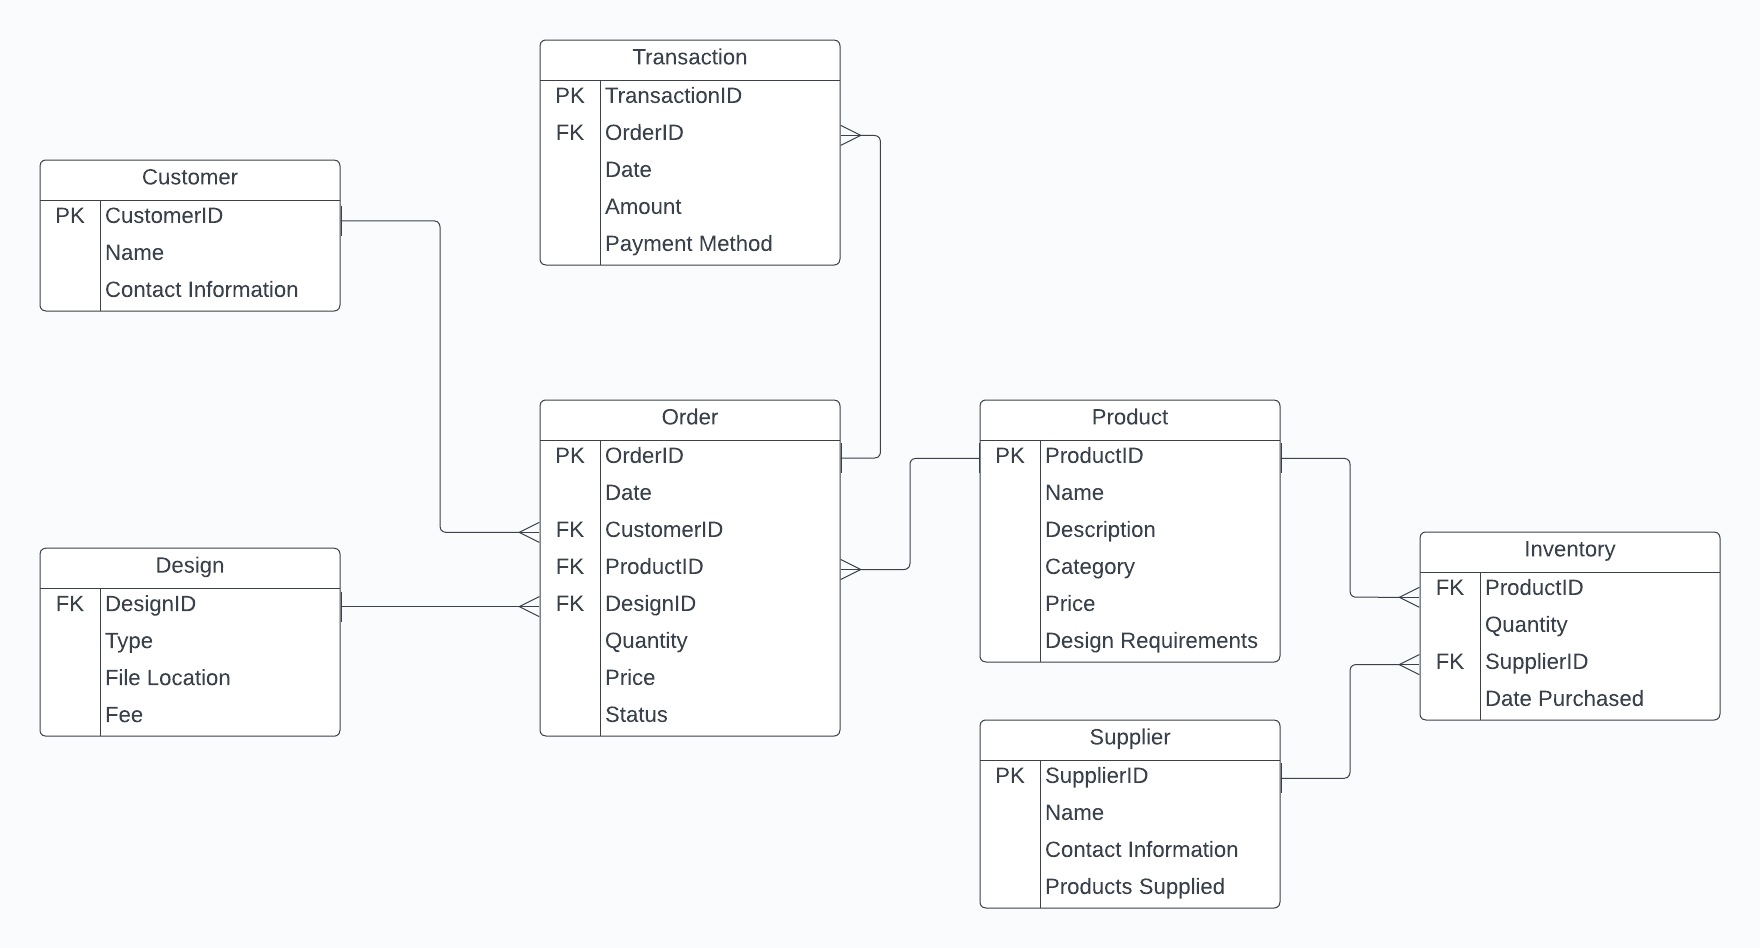 Transaction
PK TransactionID
FK OrderID
Date
Amount
Payment Method
Customer
PK CustomerID
Name
Contact Information
Order
PK OrderID
Date
FK CustomerID
FK ProductID
FK DesignID
Quantity
Price
Status
Design
FK DesignID
Type
File Location
Fee
Product
PK ProductID
Name
Description
Category
Price
Design Requirements
Inventory
FK ProductID
Quantity
FK SupplierID
Date Purchased
Supplier
PK SupplierID
Name
Contact Information
Products Supplied